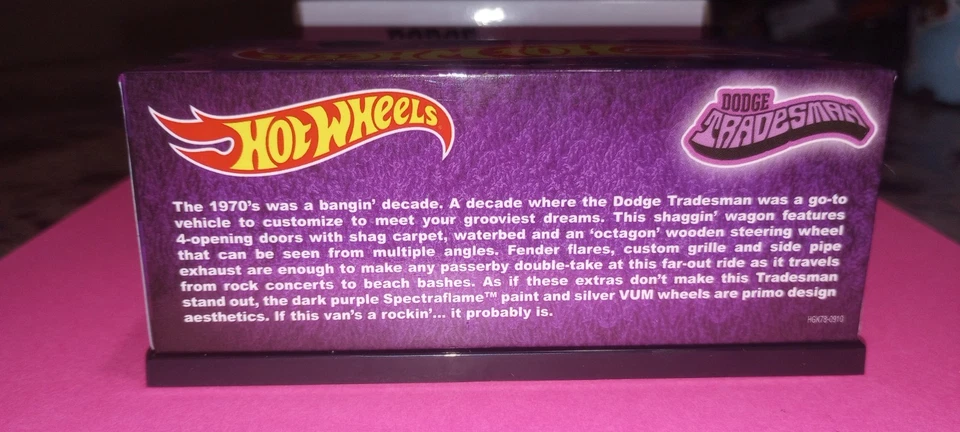 HOT WHEELS
DODGE
TRADESMAN
The 1970's was a bangin' decade. A decade where the Dodge Tradesman was a go-to
vehicle to customize to meet your grooviest dreams. This shaggin' wagon features
4-opening doors with shag carpet, waterbed and an 'octagon' wooden steering wheel
that can be seen from multiple angles. Fender flares, custom grille and side pipe
exhaust are enough to make any passerby double-take at this far-out ride as it travels
from rock concerts to beach bashes. As if these extras don't make this Tradesman
stand out, the dark purple Spectraflame™ paint and silver VUM wheels are primo design
aesthetics. If this van's a rockin'... it probably is.